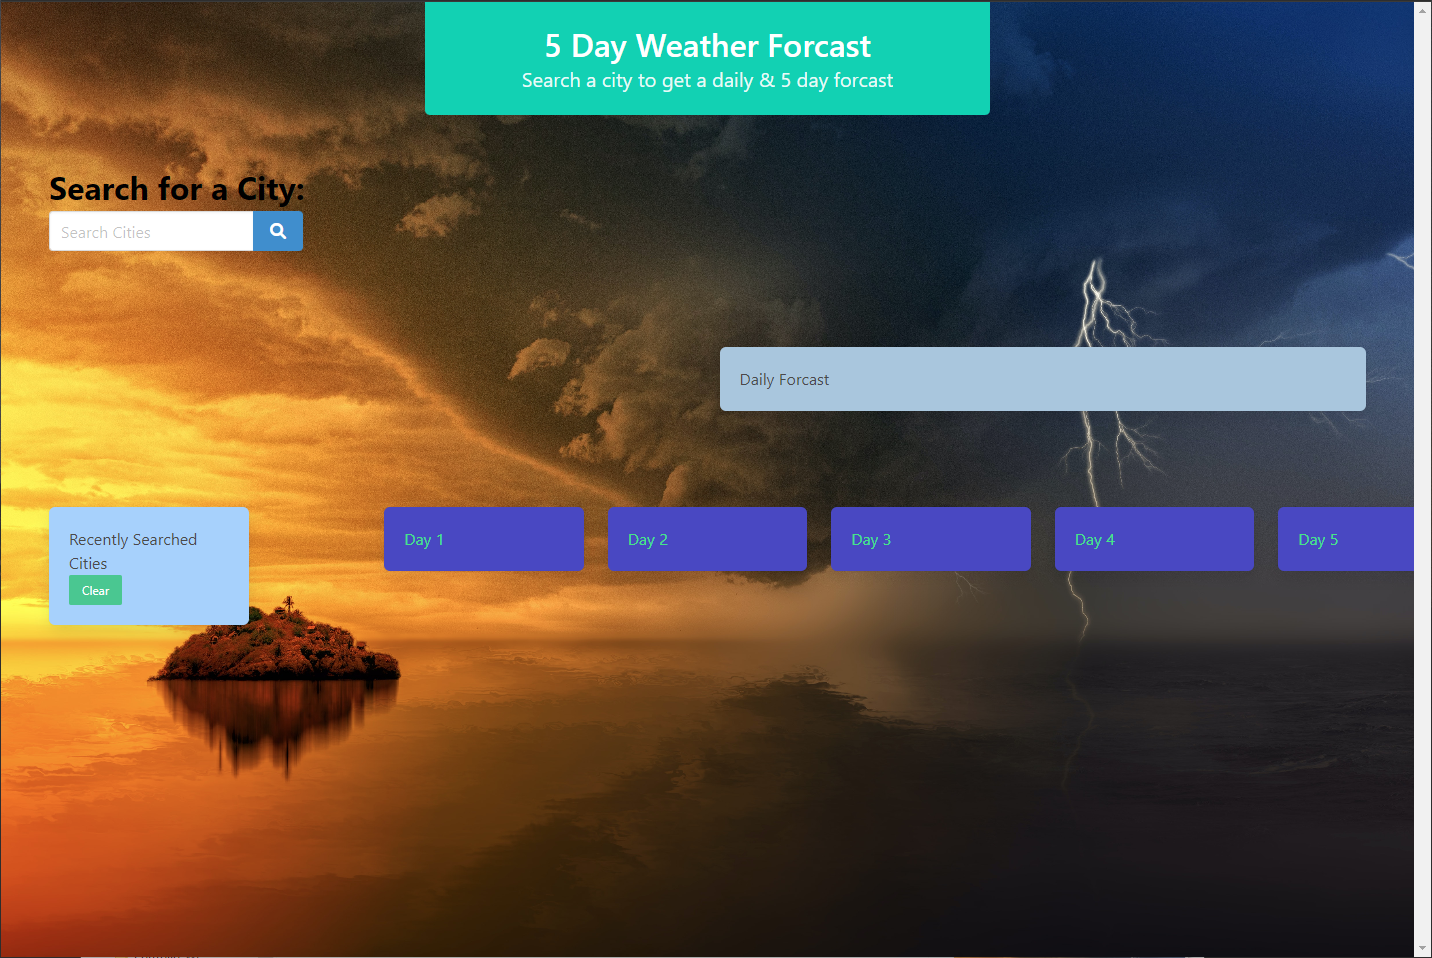 5 Day Weather Forcast
Search a city to get a daily & 5 day forcast
Search for a City:
Search Cities
Daily Forcast
Recently Searched
Cities
Clear
Day 1
Day 2
Day 3
Day 4
Day 5